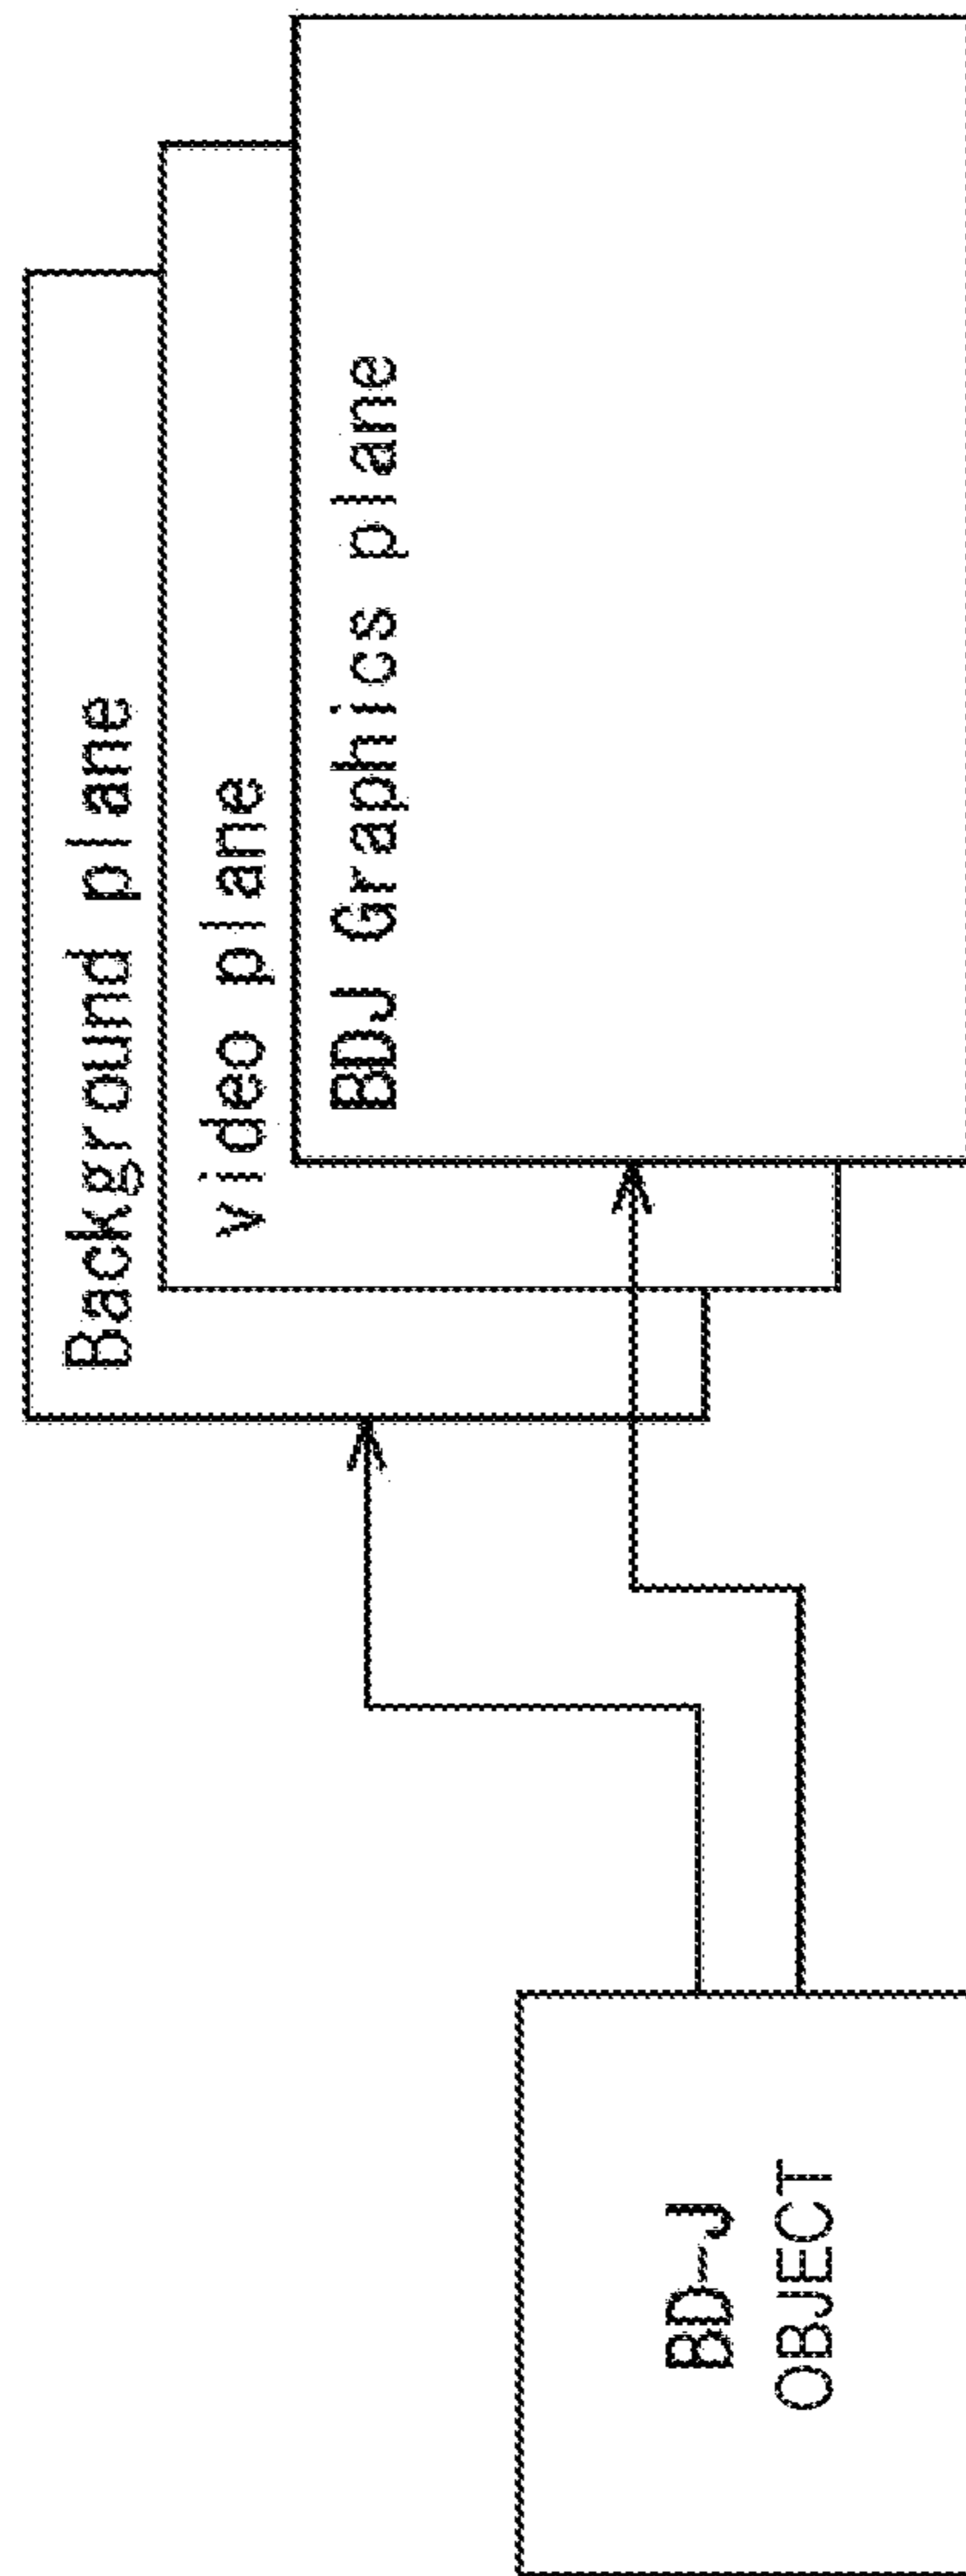 Background plane
video plane
BDJ Graphics plane
BD-J
OBJECT